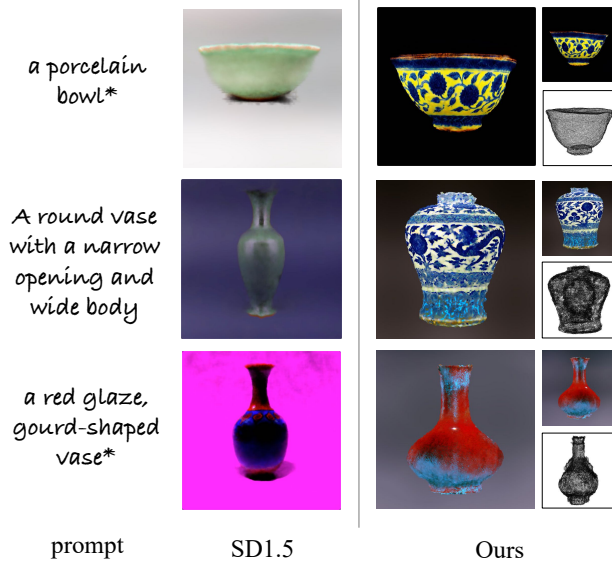 a porcelain
bowl*
A round vase
with a narrow
opening and
wide body
a red glaze,
gourd-shaped
vase*
prompt
SD1.5
Ours